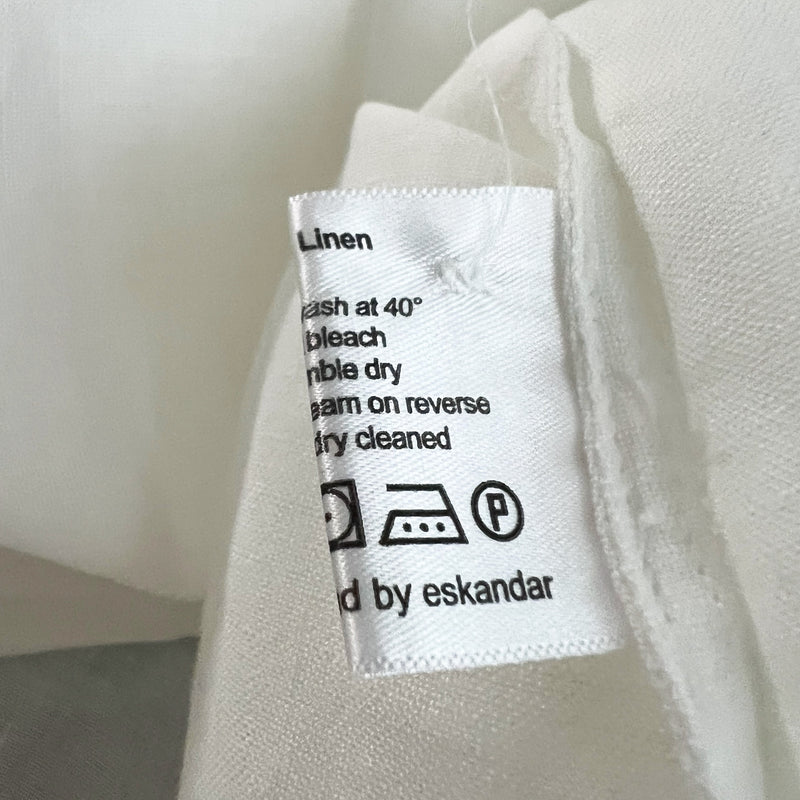 Linen
ash at 40°
bleach
mble dry
eam on reverse
dry cleaned
P
d by eskandar